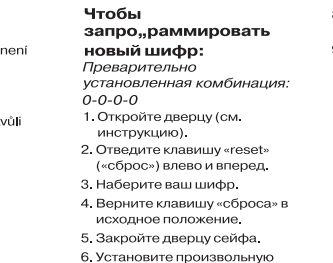 není
vůli
Чтобы
запро„раммировать
новый шифр:
Преварительно
установленная комбинация:
0-0-0-0
1. Откройте дверцу (см.
инструкцию).
2. Отведите клавишу «reset»
(«сброс») влево и вперед.
3. Наберите ваш шифр.
4. Верните клавишу «сброса» в
исходное положение.
5. Закройте дверцу сейфа.
6. Установите произвольную